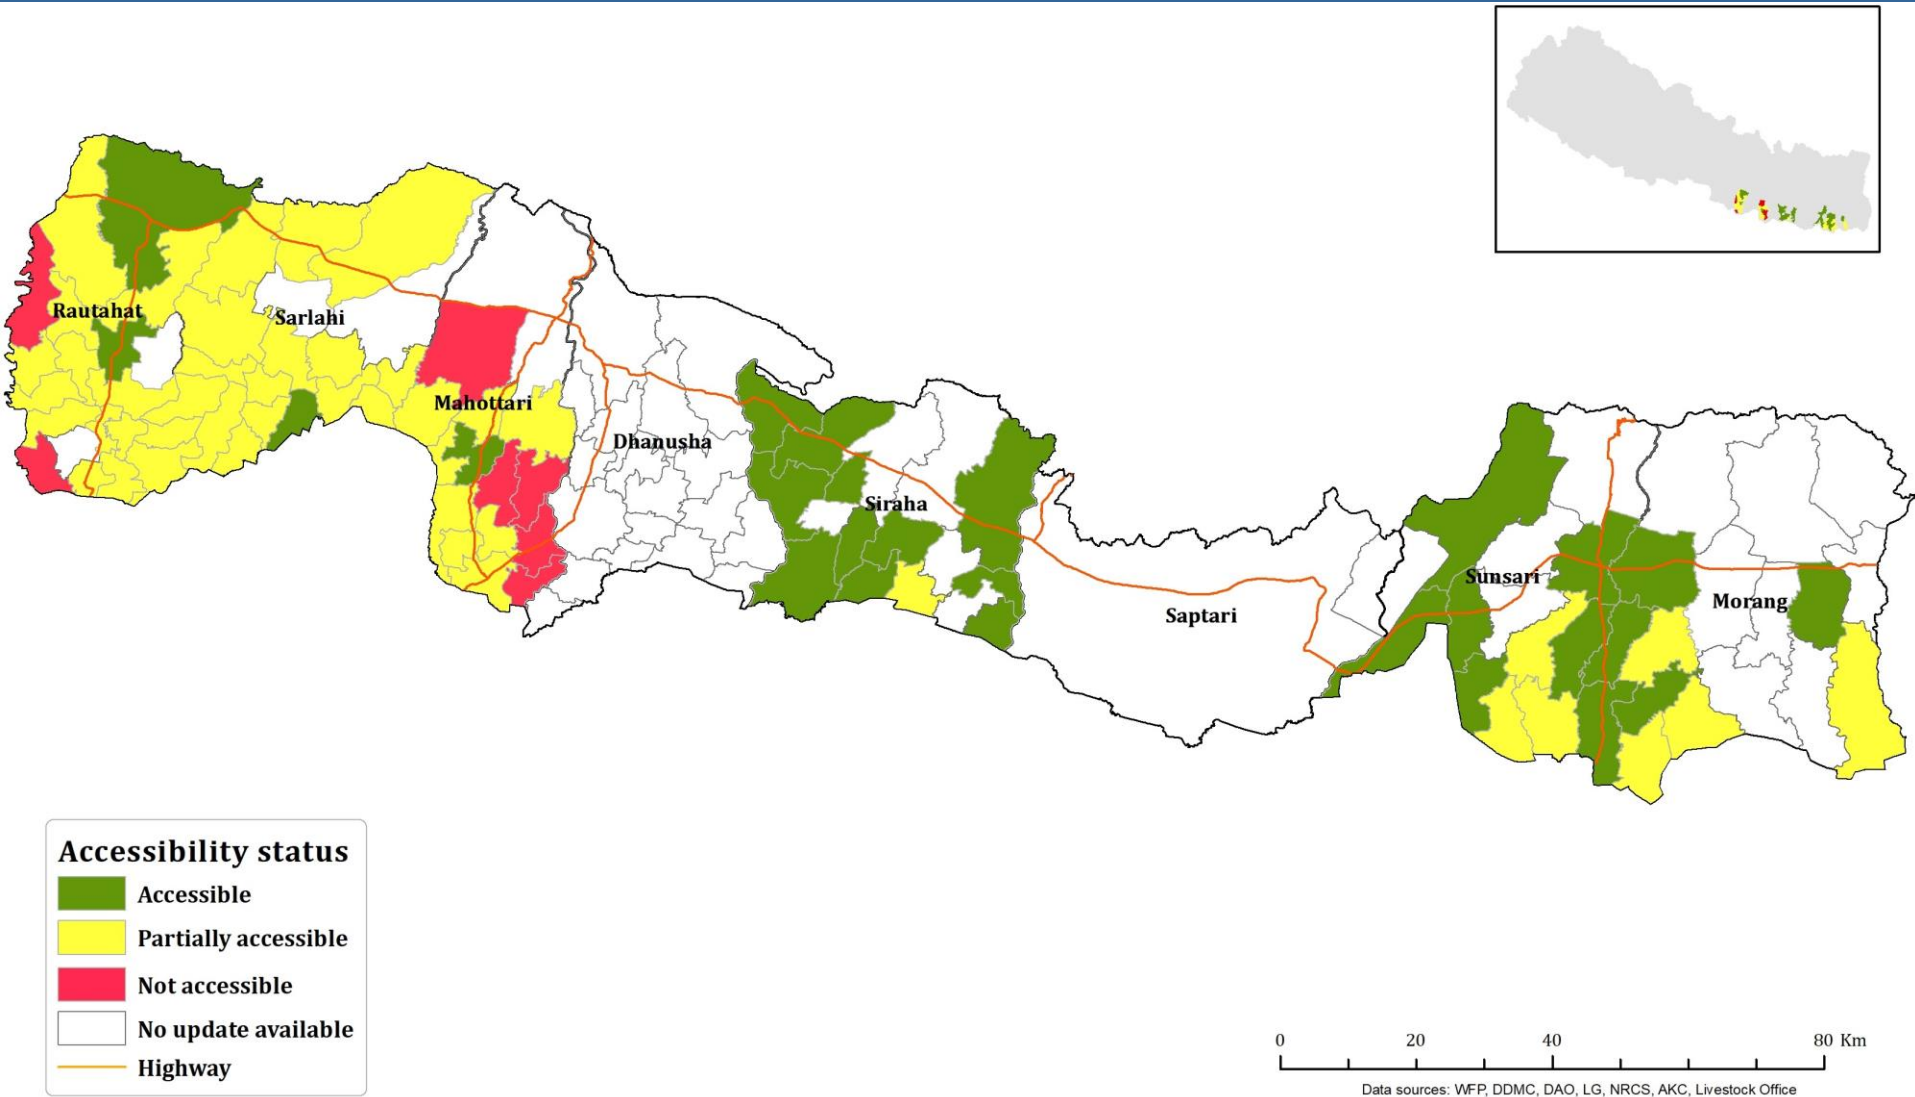 Rautahat
Sarlahi
Mahottari
Dhanusha
Siraha
Saptari
Sunsari
Morang
Accessibility status
Accessible
Partially accessible
Not accessible
No update available
Highway
0 20 40 80 Km
Data sources: WFP, DDMC, DAO, LG, NRCS, AKC, Livestock Office